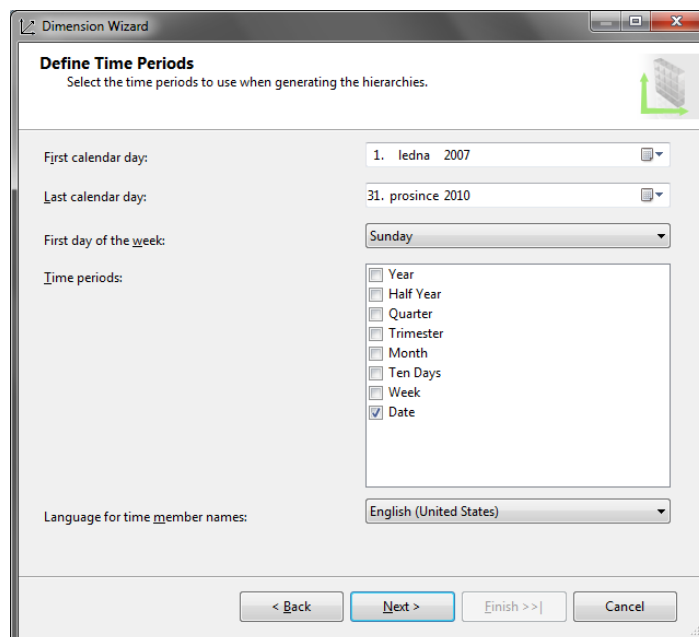 Dimension Wizard
Define Time Periods
Select the time periods to use when generating the hierarchies.
First calendar day:
1. ledna 2007
Last calendar day:
31. prosince 2010
First day of the week:
Sunday
Time periods:
Year
Half Year
Quarter
Trimester
Month
Ten Days
Week
Date
Language for time member names:
English (United States)
< Back
Next >
Finish >>|
Cancel